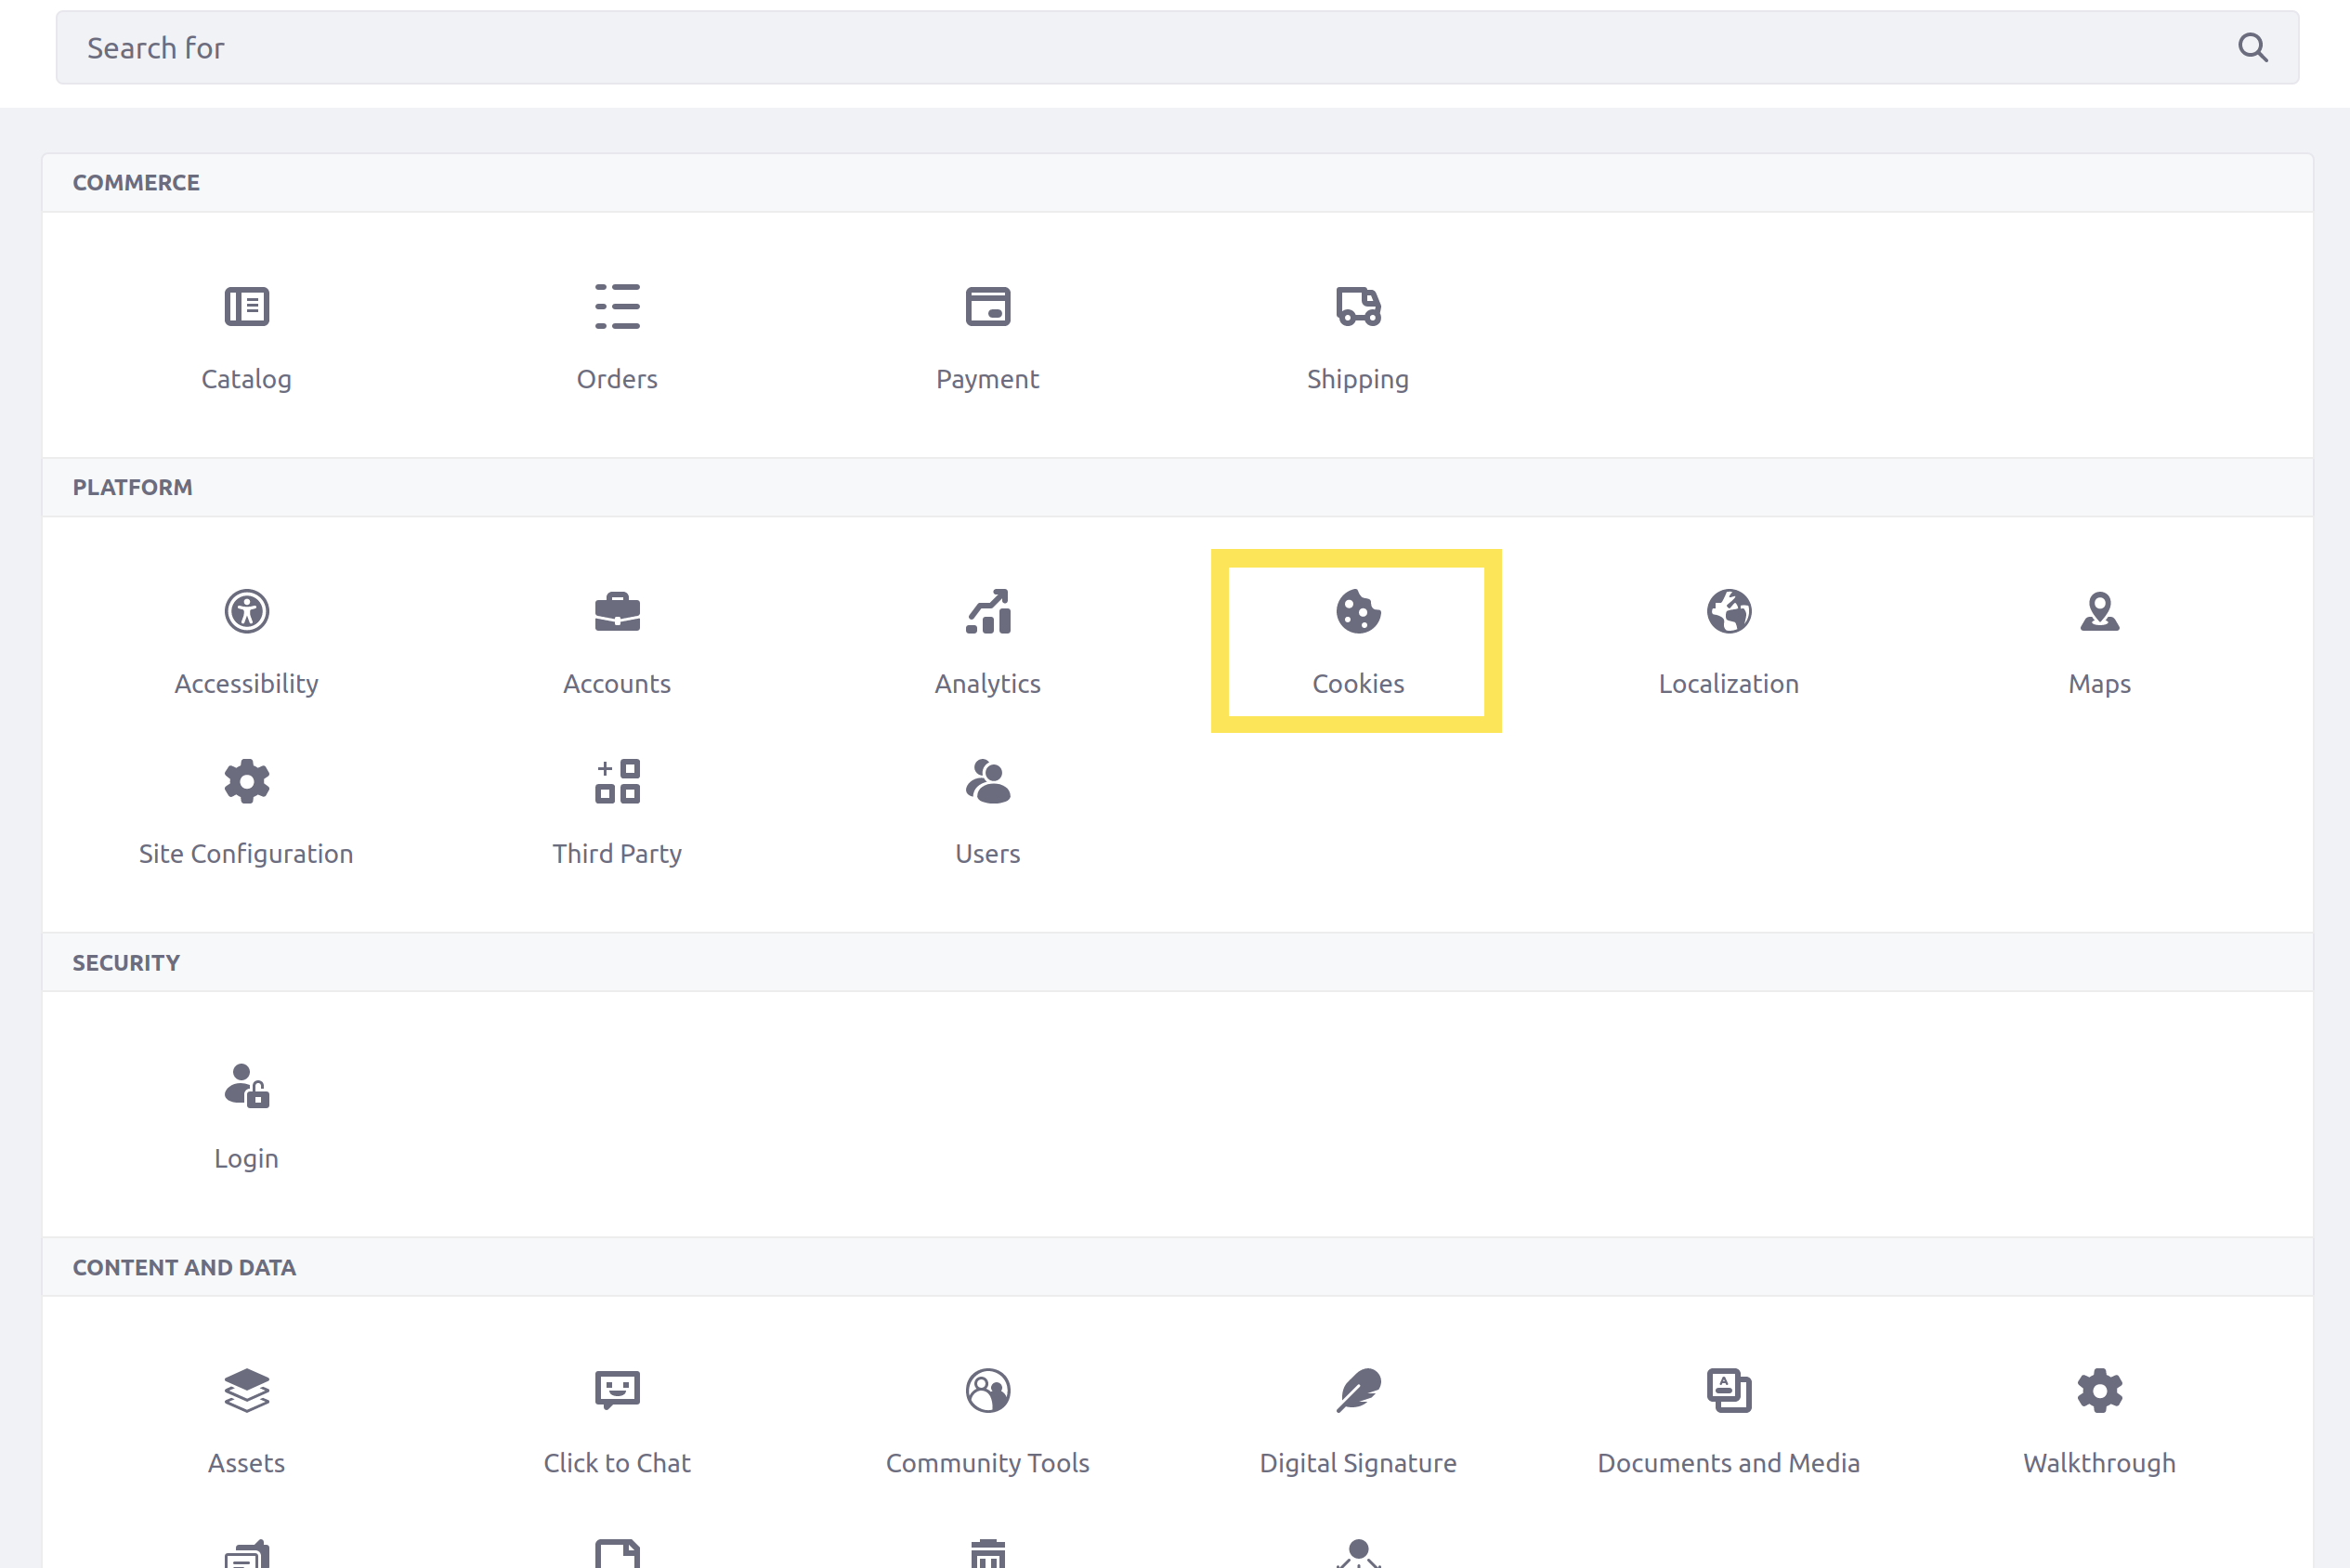 Search for
COMMERCE
Catalog Orders Payment Shipping
PLATFORM
Accessibility Accounts Analytics Cookies Localization Maps
Site Configuration Third Party Users
SECURITY
Login
CONTENT AND DATA
Assets Click to Chat Community Tools Digital Signature Documents and Media Walkthrough